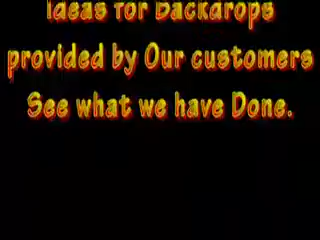 Ideas for Backdrops
provided by Our customers
See what we have Done.